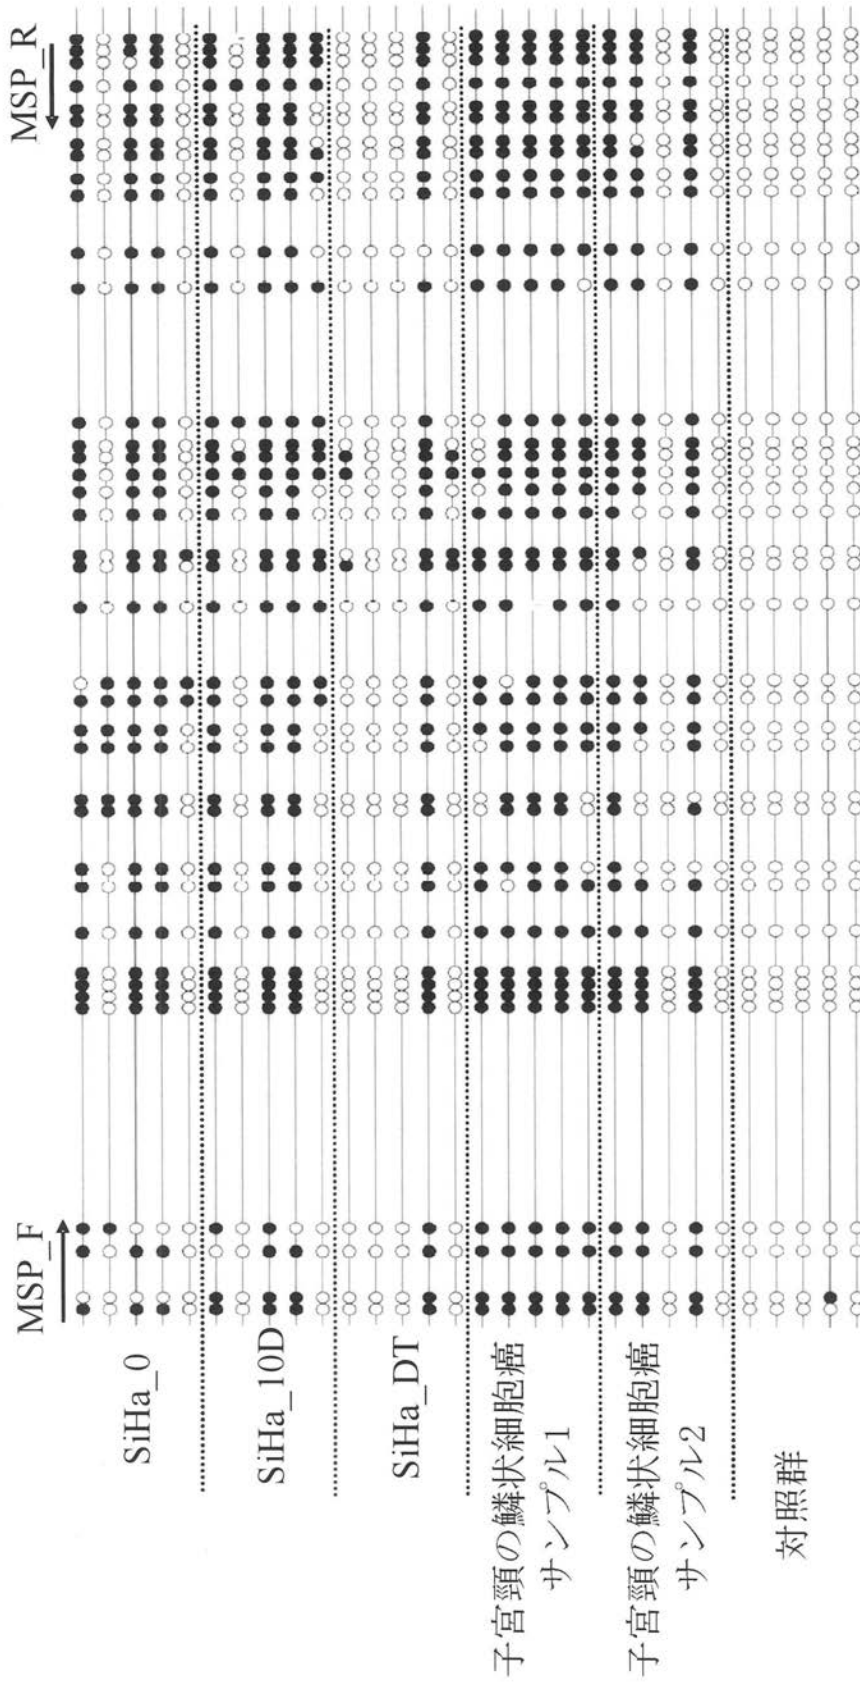 MSP_F
MSP_R
SiHa_0
SiHa_10D
SiHa_DT
子宮頸の鱗状細胞癌
サンプル1
子宮頸の鱗状細胞癌
サンプル2
対照群